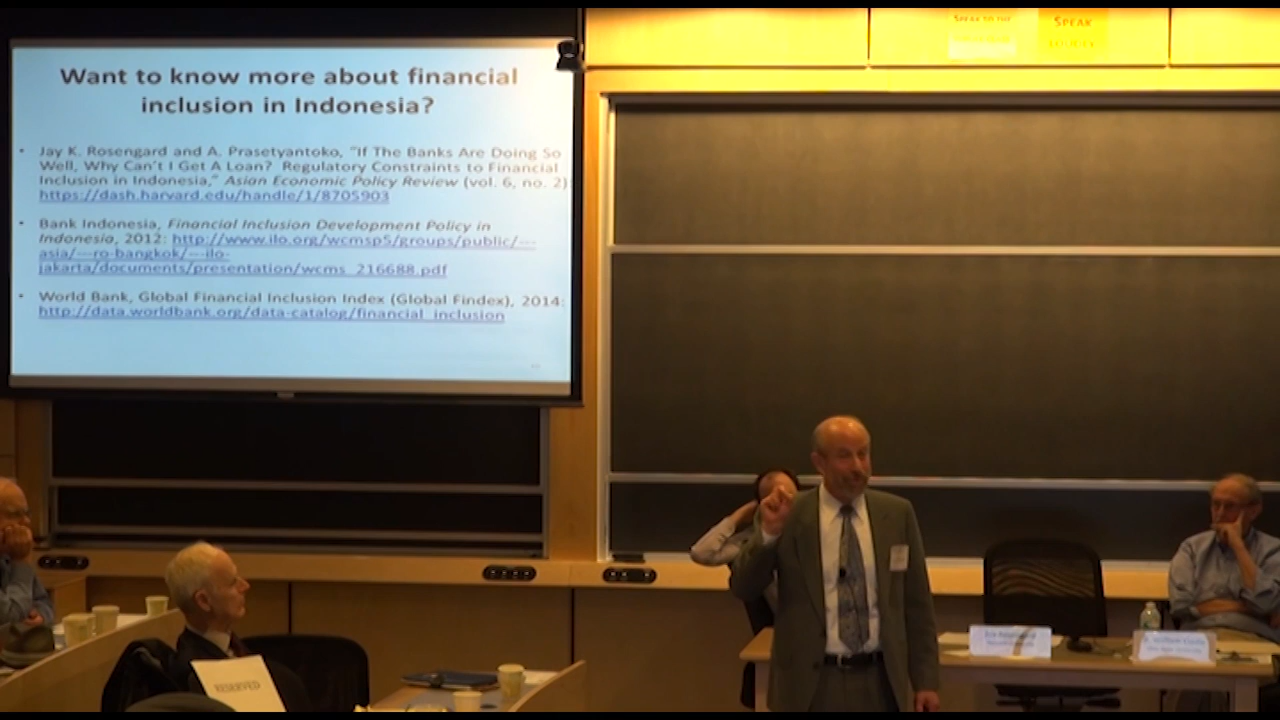 SPEAK TO THE
SPEAK
Want to know more about financial
inclusion in Indonesia?
• Jay K. Rosengard and A. Prasetyantoko, “If The Banks Are Doing So
Well, Why Can’t I Get A Loan? Regulatory Constraints to Financial
Inclusion in Indonesia,” Asian Economic Policy Review (vol. 6, no. 2)
https://dash.harvard.edu/handle/1/8705903
• Bank Indonesia, Financial Inclusion Development Policy in
Indonesia, 2012: http://www.ilo.org/wcmsp5/groups/public/---
asia/---ro-bangkok/---ilo-
jakarta/documents/presentation/wcms_216688.pdf
• World Bank, Global Financial Inclusion Index (Global Findex), 2014:
http://data.worldbank.org/data-catalog/financial_inclusion
RESERVED